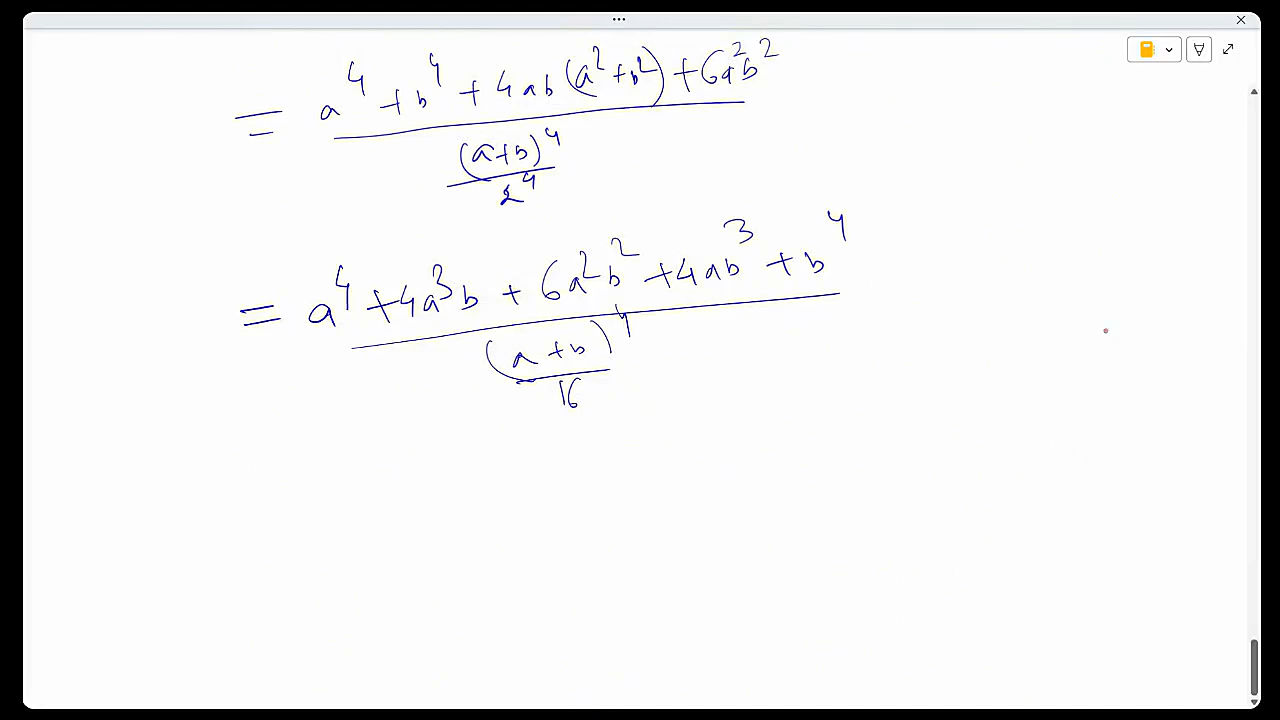 = a^4 + b^4 + 4ab(a^2 + b^2) + 6a^2b^2
(a+b)^4
2^4
= a^4 + 4a^3b + 6a^2b^2 + 4ab^3 + b^4
(a+b)^4
16